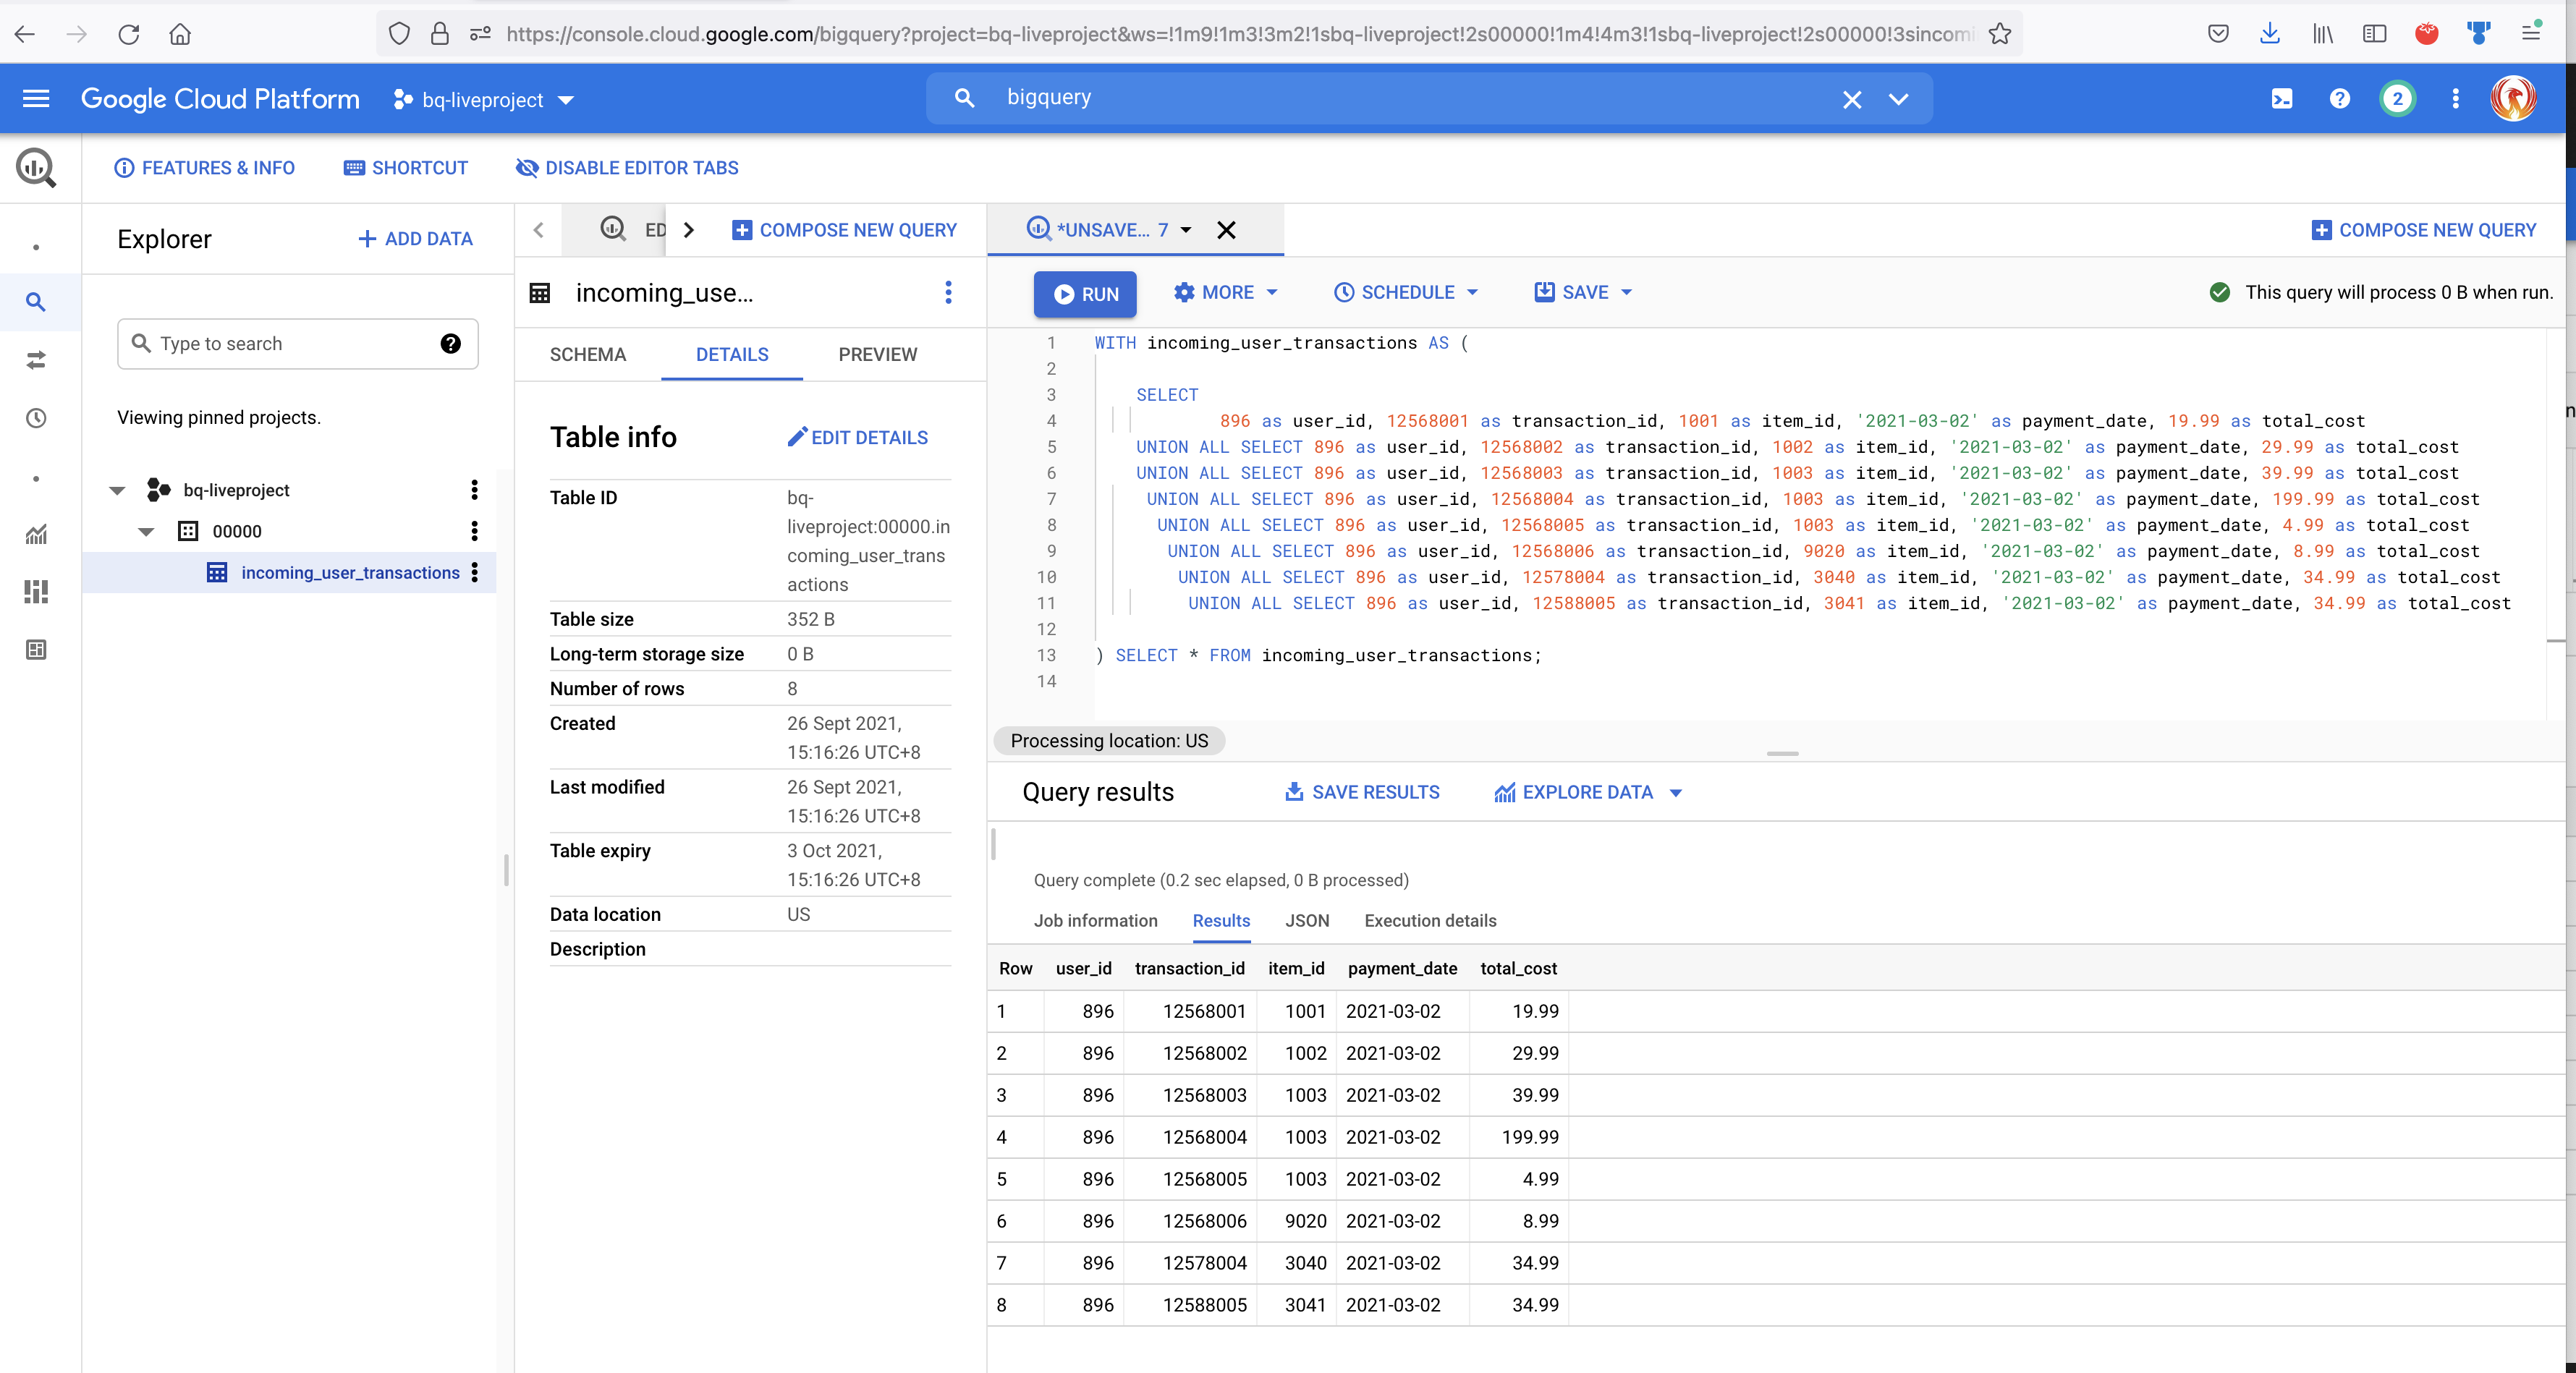 https://console.cloud.google.com/bigquery?project=bq-liveproject&ws=!1m9!1m3!3m2!1sbq-liveproject!2s00000!1m4!4m3!1sbq-liveproject!2s00000!3sincomi
Google Cloud Platform bq-liveproject bigquery 2
FEATURES & INFO SHORTCUT DISABLE EDITOR TABS
Explorer + ADD DATA
Type to search
Viewing pinned projects.
bq-liveproject
00000
incoming_user_transactions
ED COMPOSE NEW QUERY
incoming_use...
SCHEMA DETAILS PREVIEW
Table info EDIT DETAILS
Table ID bq-
liveproject:00000.in
coming_user_trans
actions
Table size 352 B
Long-term storage size 0 B
Number of rows 8
Created 26 Sept 2021,
15:16:26 UTC+8
Last modified 26 Sept 2021,
15:16:26 UTC+8
Table expiry 3 Oct 2021,
15:16:26 UTC+8
Data location US
Description
*UNSAVE... 7 COMPOSE NEW QUERY
RUN MORE SCHEDULE SAVE This query will process 0 B when run.
1 WITH incoming_user_transactions AS (
2
3 SELECT
4 896 as user_id, 12568001 as transaction_id, 1001 as item_id, '2021-03-02' as payment_date, 19.99 as total_cost
5 UNION ALL SELECT 896 as user_id, 12568002 as transaction_id, 1002 as item_id, '2021-03-02' as payment_date, 29.99 as total_cost
6 UNION ALL SELECT 896 as user_id, 12568003 as transaction_id, 1003 as item_id, '2021-03-02' as payment_date, 39.99 as total_cost
7 UNION ALL SELECT 896 as user_id, 12568004 as transaction_id, 1003 as item_id, '2021-03-02' as payment_date, 199.99 as total_cost
8 UNION ALL SELECT 896 as user_id, 12568005 as transaction_id, 1003 as item_id, '2021-03-02' as payment_date, 4.99 as total_cost
9 UNION ALL SELECT 896 as user_id, 12568006 as transaction_id, 9020 as item_id, '2021-03-02' as payment_date, 8.99 as total_cost
10 UNION ALL SELECT 896 as user_id, 12578004 as transaction_id, 3040 as item_id, '2021-03-02' as payment_date, 34.99 as total_cost
11 UNION ALL SELECT 896 as user_id, 12588005 as transaction_id, 3041 as item_id, '2021-03-02' as payment_date, 34.99 as total_cost
12
13 ) SELECT * FROM incoming_user_transactions;
14
Processing location: US
Query results SAVE RESULTS EXPLORE DATA
Query complete (0.2 sec elapsed, 0 B processed)
Job information Results JSON Execution details
Row user_id transaction_id item_id payment_date total_cost
1 896 12568001 1001 2021-03-02 19.99
2 896 12568002 1002 2021-03-02 29.99
3 896 12568003 1003 2021-03-02 39.99
4 896 12568004 1003 2021-03-02 199.99
5 896 12568005 1003 2021-03-02 4.99
6 896 12568006 9020 2021-03-02 8.99
7 896 12578004 3040 2021-03-02 34.99
8 896 12588005 3041 2021-03-02 34.99